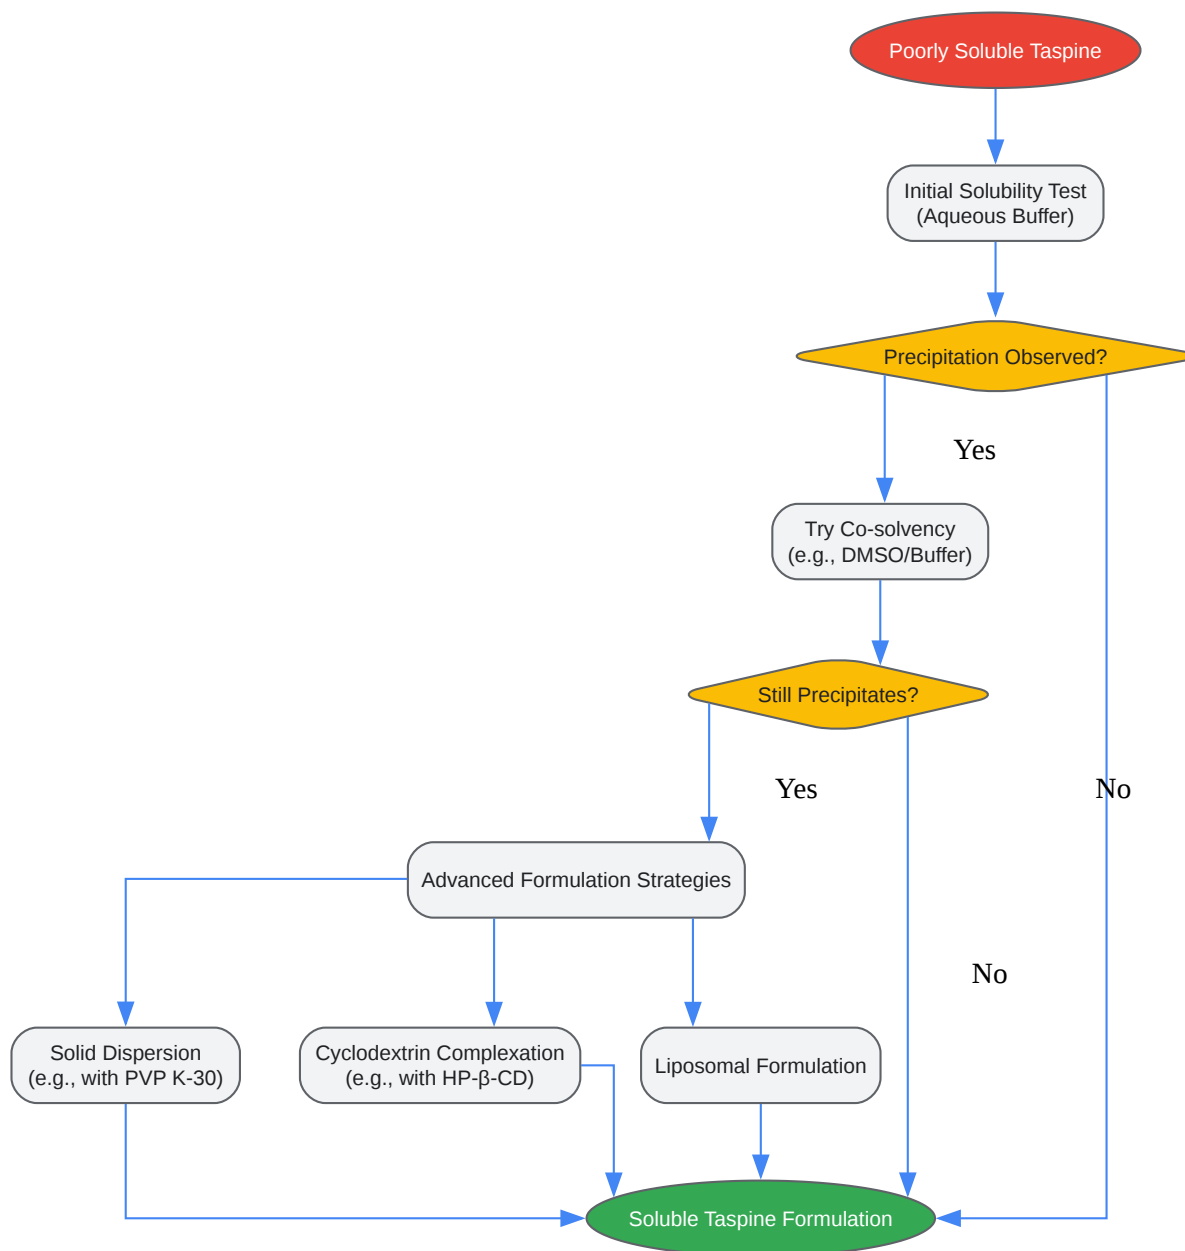 Poorly Soluble Taspine
Initial Solubility Test
(Aqueous Buffer)
Precipitation Observed?
Yes
Try Co-solvency
(e.g., DMSO/Buffer)
Still Precipitates?
Yes
No
Advanced Formulation Strategies
No
Solid Dispersion
(e.g., with PVP K-30)
Cyclodextrin Complexation
(e.g., with HP-β-CD)
Liposomal Formulation
Soluble Taspine Formulation